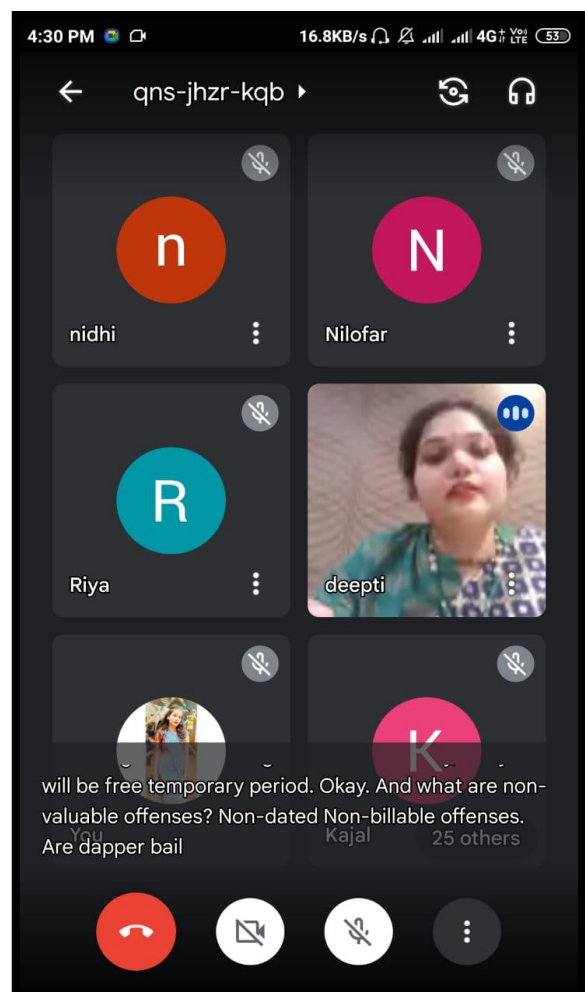 4:30 PM 16.8KB/s 4G+ Vo) LTE 53
qns-jhzr-kqb
n
N
nidhi
Nilofar
R
Riya
deepti
K
will be free temporary period. Okay. And what are non-
valuable offenses? Non-dated Non-billable offenses.
Are dapper bail
You
Kajal
25 others